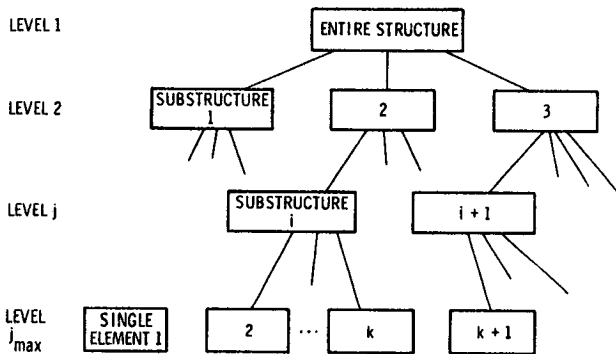 LEVEL 1
ENTIRE STRUCTURE
LEVEL 2
SUBSTRUCTURE
1
2
3
LEVEL j
SUBSTRUCTURE
i
i + 1
LEVEL
j max
SINGLE
ELEMENT 1
2
...
k
k + 1